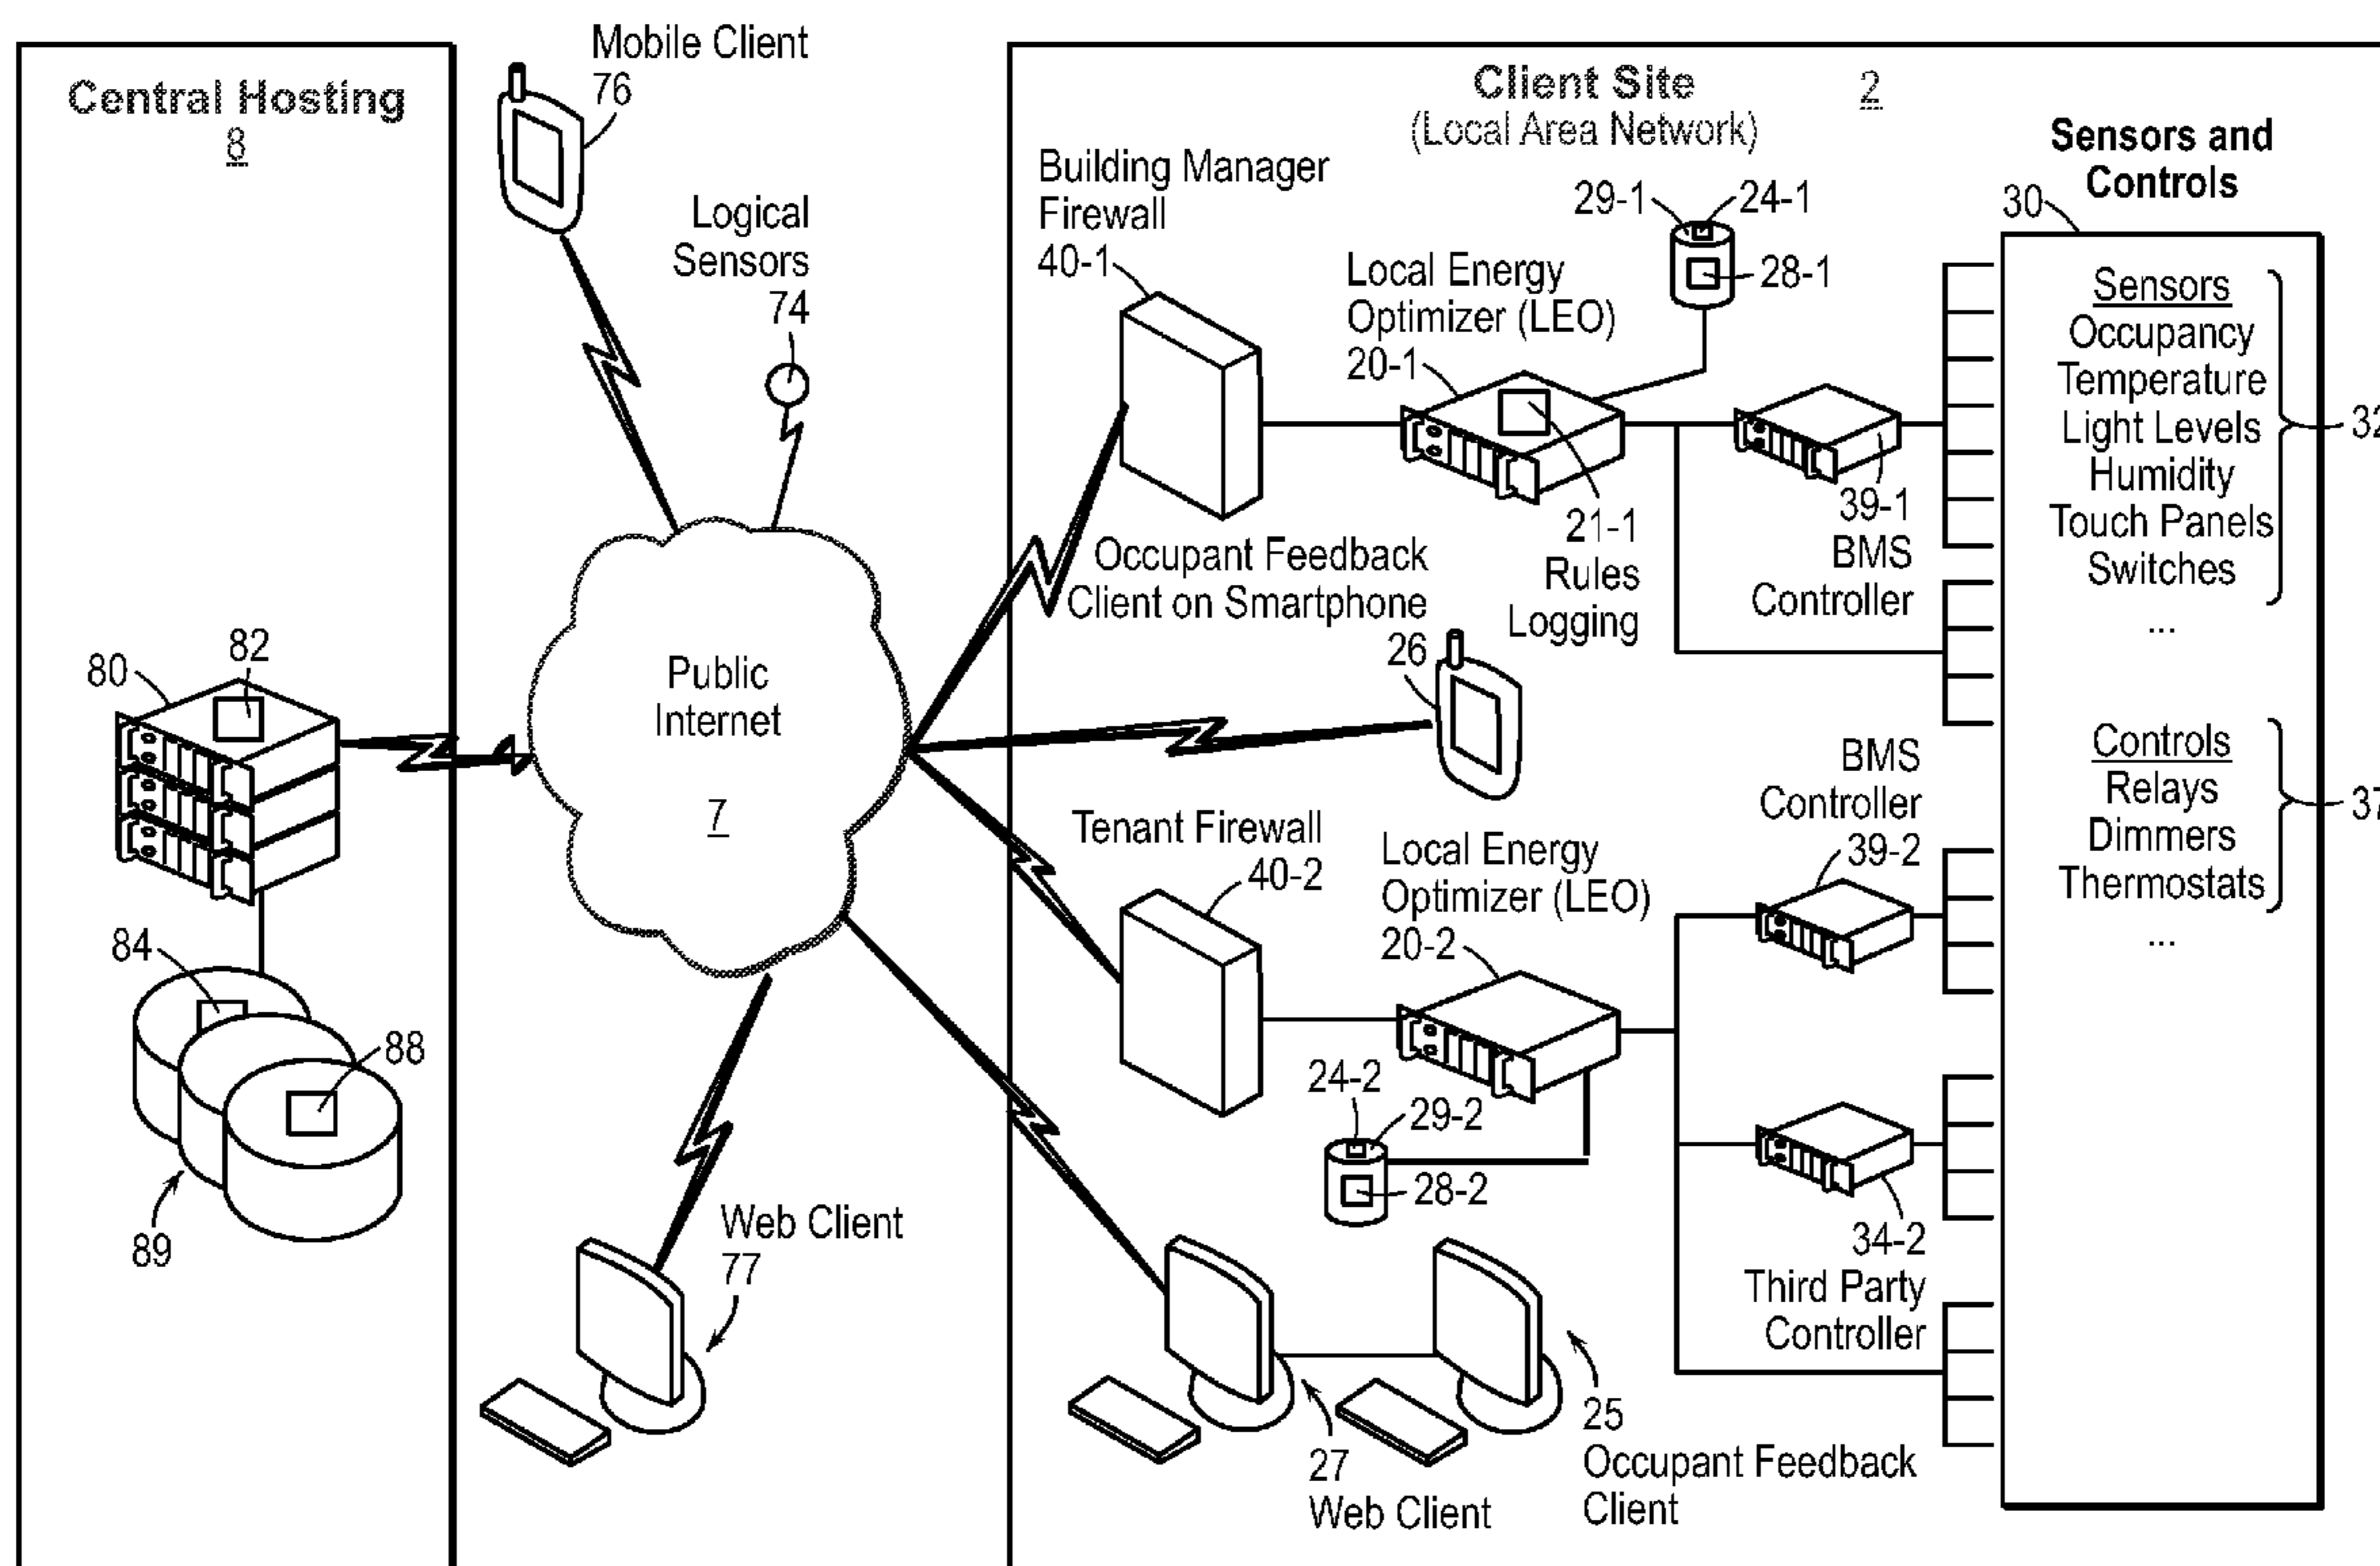 Central Hosting
8
Mobile Client
76
Logical
Sensors
74
Client Site
2
(Local Area Network)
Building Manager
Firewall
40-1
Local Energy
Optimizer (LEO)
20-1
29-1
24-1
28-1
Sensors and
Controls
30
Sensors
Occupancy
Temperature
Light Levels
Humidity
Touch Panels
Switches
...
32
Controls
Relays
Dimmers
Thermostats
...
37
39-1
BMS
Controller
21-1
Rules
Logging
Occupant Feedback
Client on Smartphone
26
80
82
84
88
89
Public
Internet
7
Tenant Firewall
40-2
Local Energy
Optimizer (LEO)
20-2
BMS
Controller
39-2
24-2
29-2
28-2
34-2
Third Party
Controller
Web Client
77
27
Web Client
25
Occupant Feedback
Client